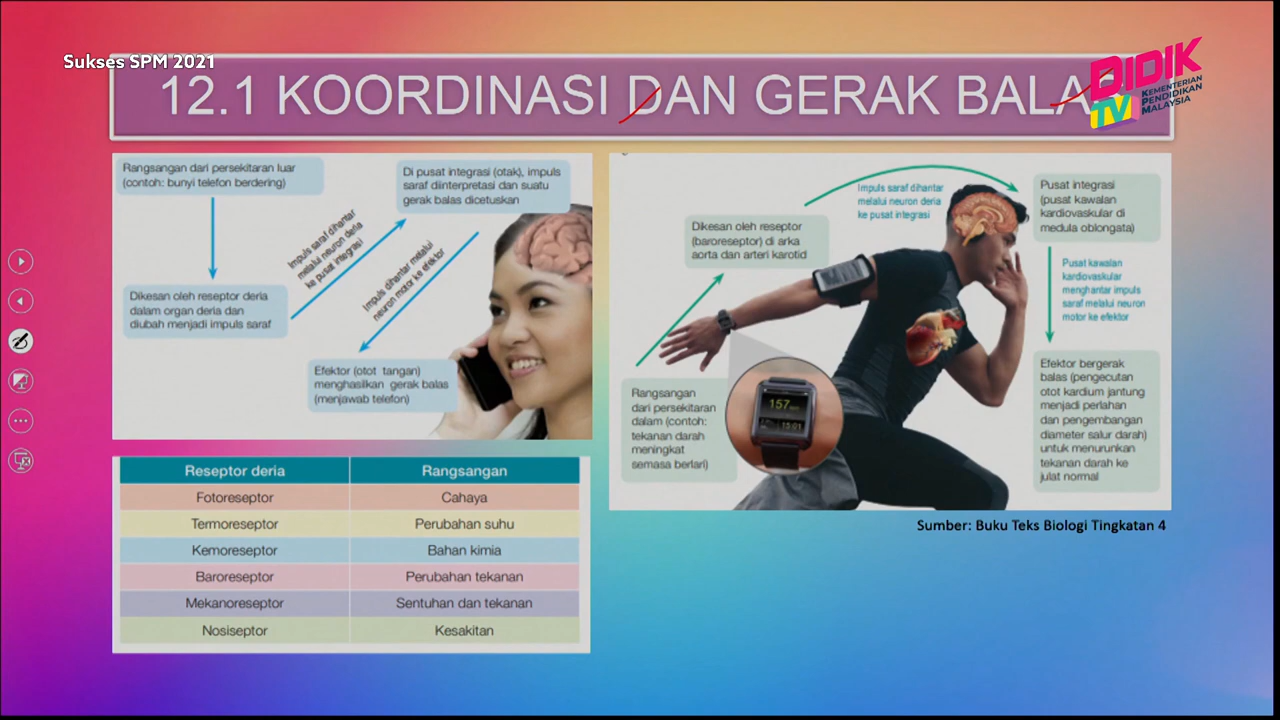 Sukses SPM 2021
12.1 KOORDINASI DAN GERAK BALA
DIDIK
TV
KEMENTERIAN
PENDIDIKAN
MALAYSIA
Rangsangan dari persekitaran luar
(contoh: bunyi telefon berdering)
Di pusat integrasi (otak), impuls
saraf diinterpretasi dan suatu
gerak balas dicetuskan
Impuls saraf dihantar
melalui neuron deria
ke pusat integrasi
Impuls dihantar melalui
neuron motor ke efektor
Dikesan oleh reseptor deria
dalam organ deria dan
diubah menjadi impuls saraf
Efektor (otot tangan)
menghasilkan gerak balas
(menjawab telefon)
Impuls saraf dihantar
melalui neuron deria
ke pusat integrasi
Pusat integrasi
(pusat kawalan
kardiovaskular di
medula oblongata)
Dikesan oleh reseptor
(baroreseptor) di arka
aorta dan arteri karotid
Pusat kawalan
kardiovaskular
menghantar impuls
saraf melalui neuron
motor ke efektor
Rangsangan
dari persekitaran
dalam (contoh:
tekanan darah
meningkat
semasa berlari)
157
15:01
Efektor bergerak
balas (pengecutan
otot kardium jantung
menjadi perlahan
dan pengembangan
diameter salur darah)
untuk menurunkan
tekanan darah ke
julat normal
Sumber: Buku Teks Biologi Tingkatan 4
Reseptor deria Rangsangan
Fotoreseptor Cahaya
Termoreseptor Perubahan suhu
Kemoreseptor Bahan kimia
Baroreseptor Perubahan tekanan
Mekanoreseptor Sentuhan dan tekanan
Nosiseptor Kesakitan